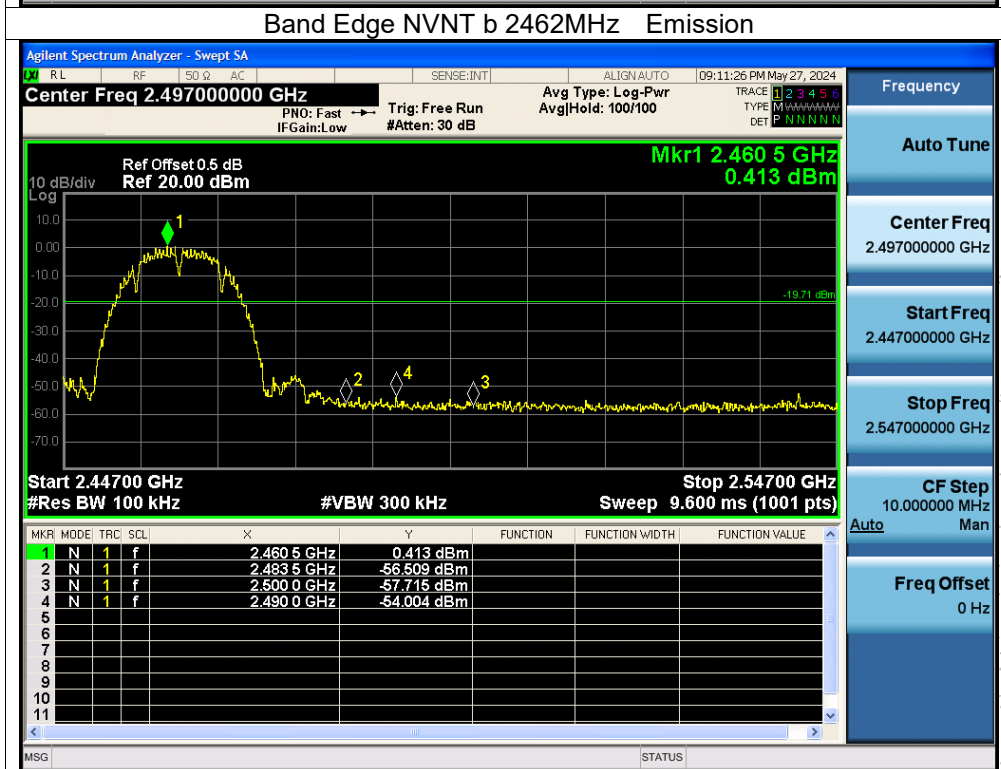 Band Edge NVNT b 2462MHz Emission
Agilent Spectrum Analyzer - Swept SA
LXI RL RF 50 Ω AC SENSE:INT ALIGN AUTO 09:11:26 PM May 27, 2024
Center Freq 2.497000000 GHz
PNO: Fast
IFGain:Low
Trig: Free Run
#Atten: 30 dB
Avg Type: Log-Pwr
Avg|Hold: 100/100
TRACE 1 2 3 4 5 6
TYPE M WWWWW
DET P N N N N N
Ref Offset 0.5 dB
10 dB/div Ref 20.00 dBm
Log
Mkr1 2.460 5 GHz
0.413 dBm
10.0
0.00
-10.0
-20.0
-30.0
-40.0
-50.0
-60.0
-70.0
1
2
4
3
-19.71 dBm
Start 2.44700 GHz Stop 2.54700 GHz
#Res BW 100 kHz #VBW 300 kHz Sweep 9.600 ms (1001 pts)
MKR MODE TRC SCL X Y FUNCTION FUNCTION WIDTH FUNCTION VALUE
1 N 1 f 2.460 5 GHz 0.413 dBm
2 N 1 f 2.483 5 GHz -56.509 dBm
3 N 1 f 2.500 0 GHz -57.715 dBm
4 N 1 f 2.490 0 GHz -54.004 dBm
5
6
7
8
9
10
11
MSG STATUS
Frequency
Auto Tune
Center Freq
2.497000000 GHz
Start Freq
2.447000000 GHz
Stop Freq
2.547000000 GHz
CF Step
10.000000 MHz
Auto Man
Freq Offset
0 Hz